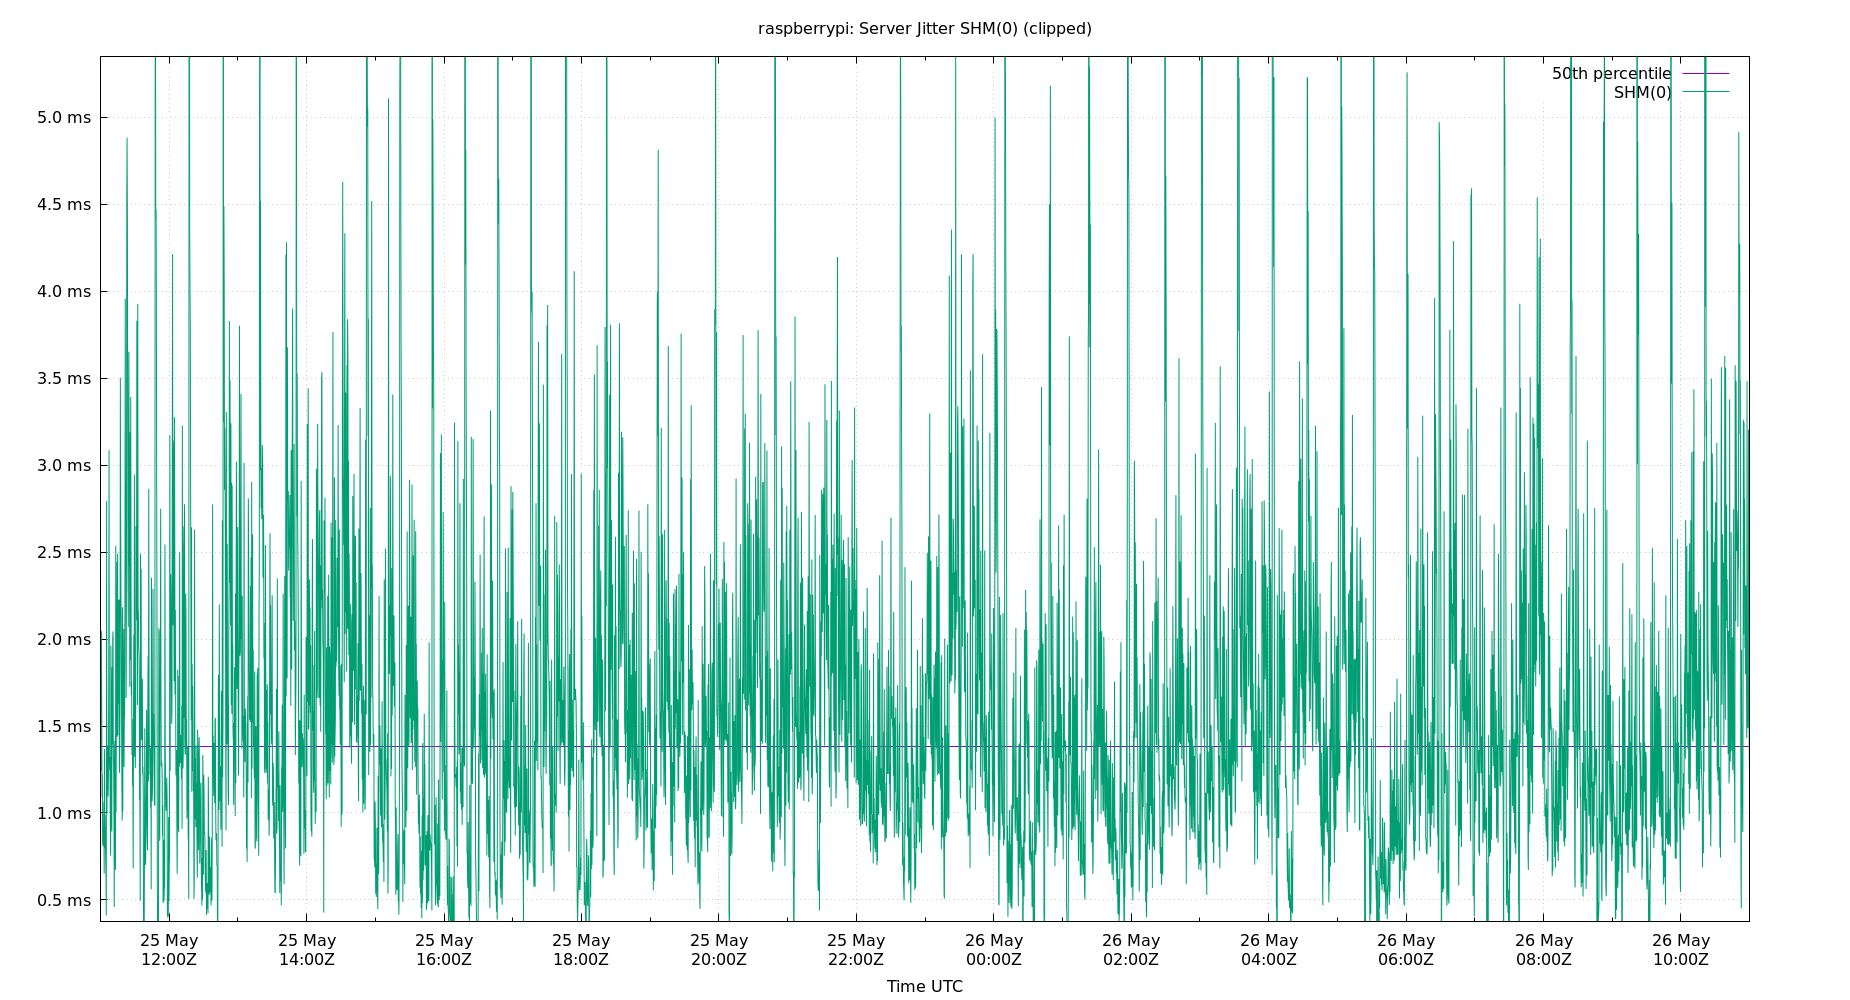 raspberrypi: Server Jitter SHM(0) (clipped)
50th percentile
SHM(0)
5.0 ms
4.5 ms
4.0 ms
3.5 ms
3.0 ms
2.5 ms
2.0 ms
1.5 ms
1.0 ms
0.5 ms
25 May 25 May 25 May 25 May 25 May 25 May 26 May 26 May 26 May 26 May 26 May 26 May
12:00Z 14:00Z 16:00Z 18:00Z 20:00Z 22:00Z 00:00Z 02:00Z 04:00Z 06:00Z 08:00Z 10:00Z
Time UTC